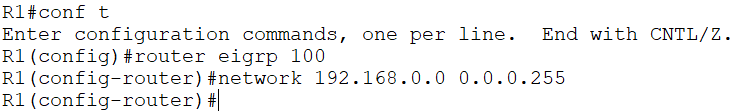 R1#conf t
Enter configuration commands, one per line.  End with CNTL/Z.
R1(config)#router eigrp 100
R1(config-router)#network 192.168.0.0 0.0.0.255
R1(config-router)#